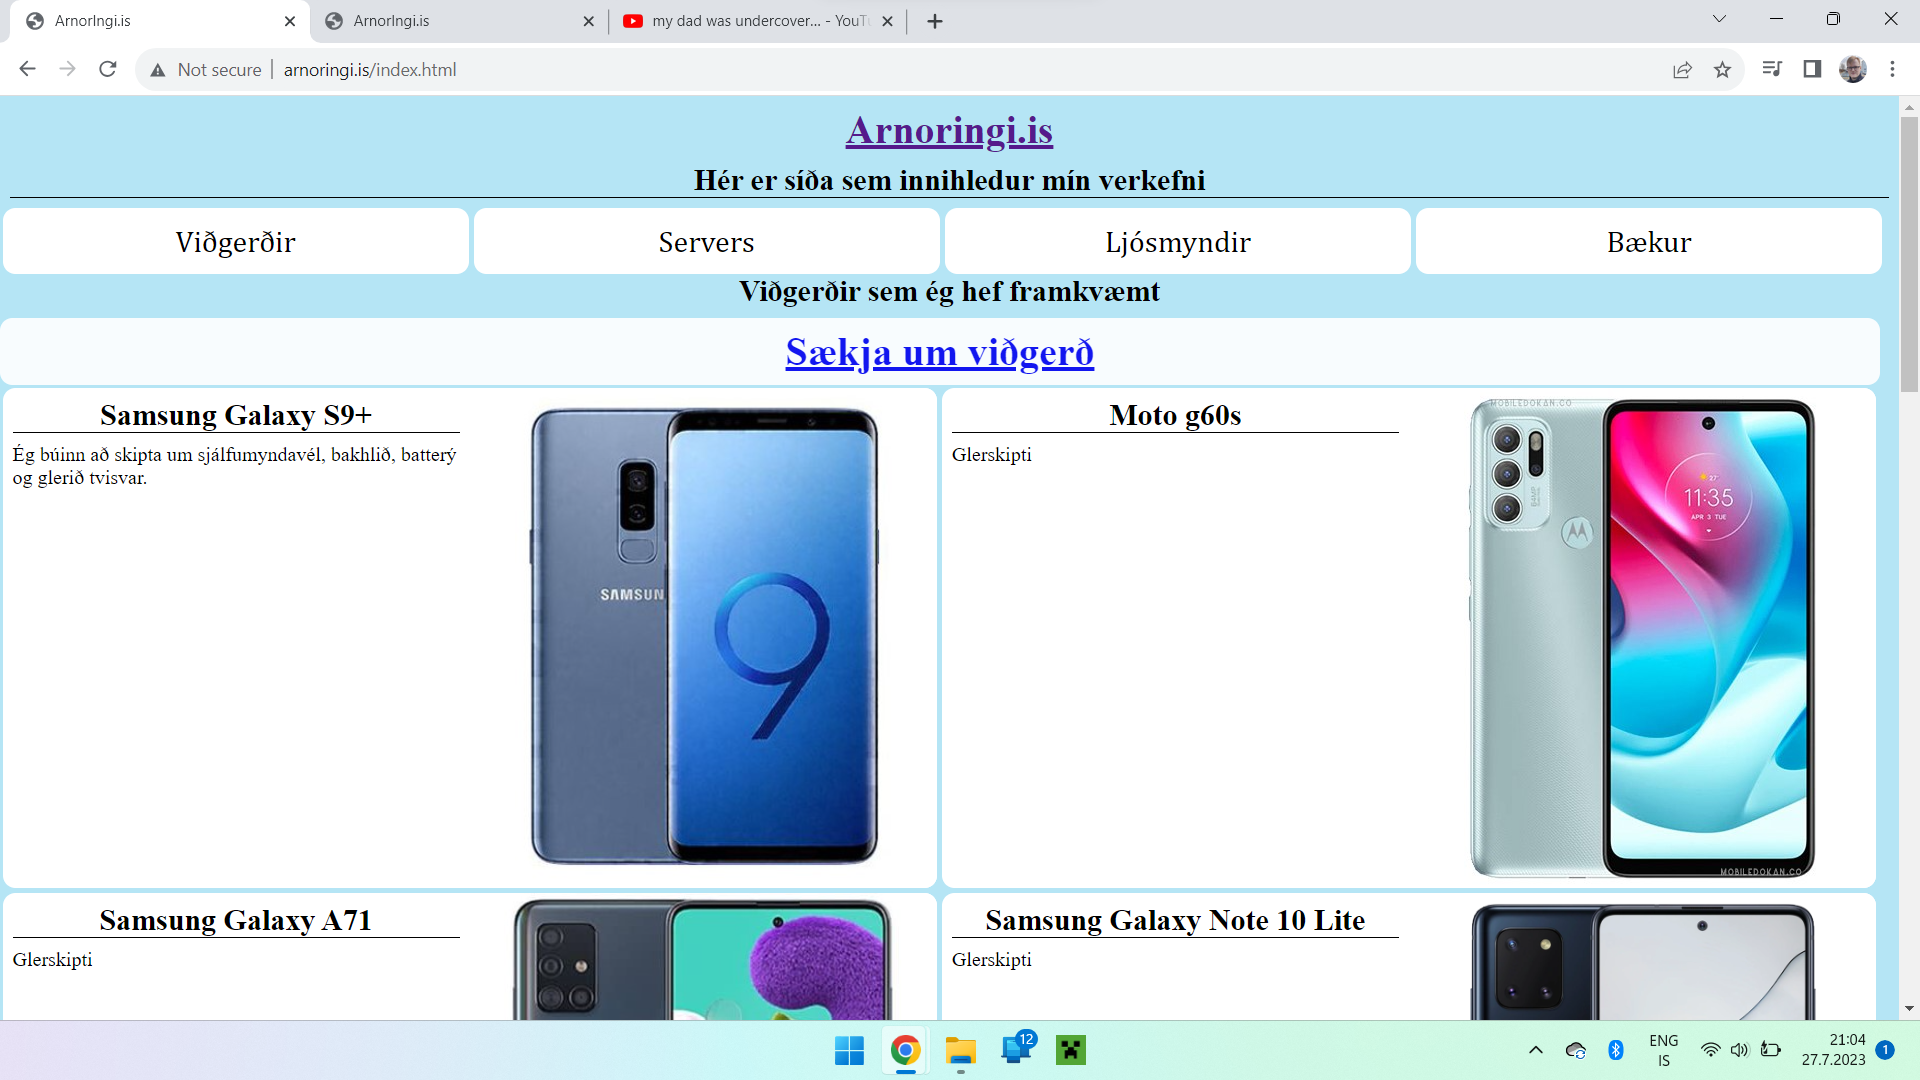 ArnorIngi.is
ArnorIngi.is
my dad was undercover... - YouTu
Not secure
arnoringi.is/index.html
Arnoringi.is
Hér er síða sem innihledur mín verkefni
Viðgerðir
Servers
Ljósmyndir
Bækur
Viðgerðir sem ég hef framkvæmt
Sækja um viðgerð
Samsung Galaxy S9+
Ég búinn að skipta um sjálfumyndavél, bakhlið, batterý
og glerið tvisvar.
SAMSUN
9
Moto g60s
Glerskipti
MOBILEDOKAN.CO
27°
11:35
APR 3 TUE
MOBILEDOKAN.CO
Samsung Galaxy A71
Glerskipti
Samsung Galaxy Note 10 Lite
Glerskipti
12
ENG
IS
21:04
27.7.2023
1